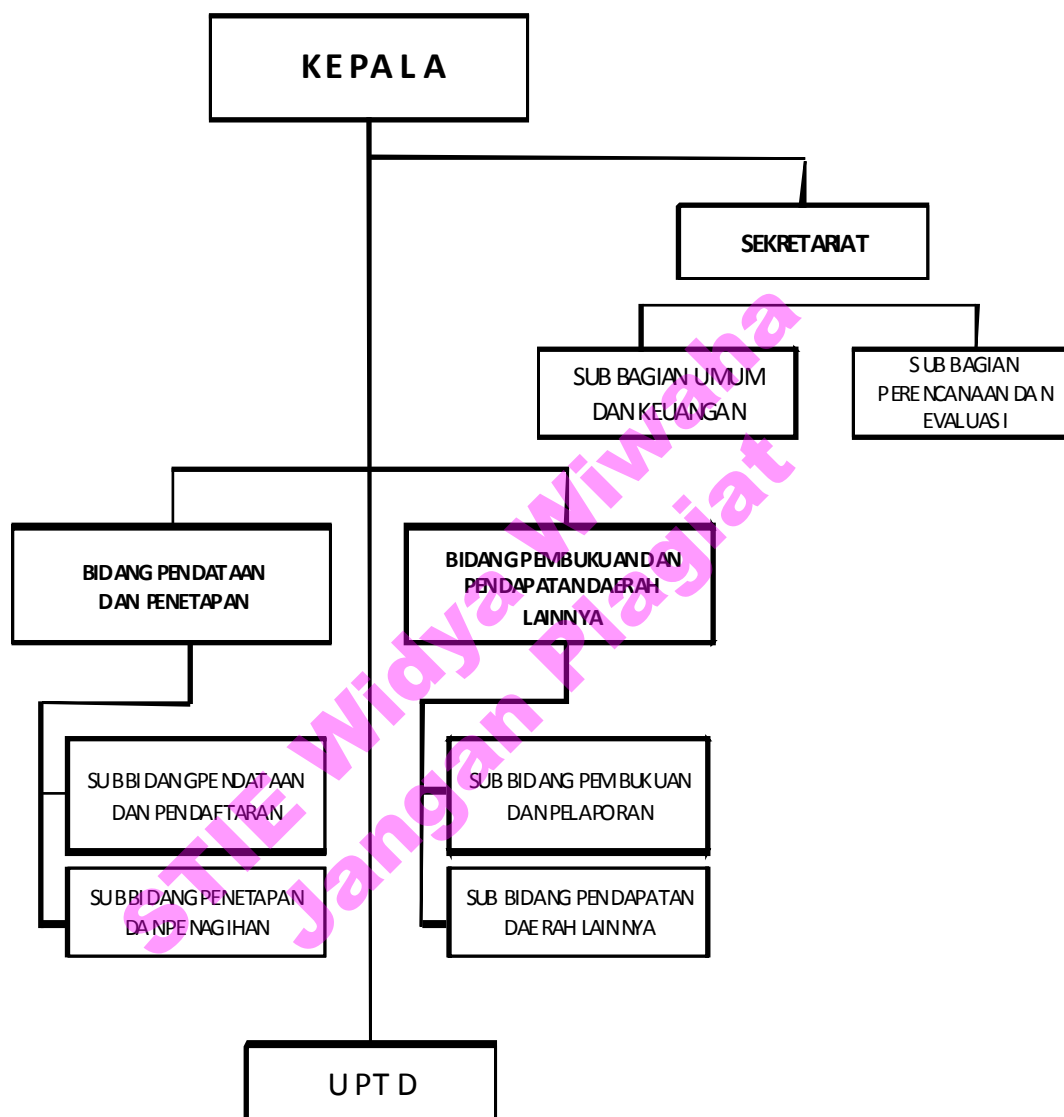 KEPALA
SEKRETARIAT
SUB BAGIAN UMUM
DAN KEUANGAN
SUB BAGIAN
PERENCANAAN DAN
EVALUASI
BIDANG PENDATAAN
DAN PENETAPAN
BIDANG PEMBUKUAN DAN
PENDAPATAN DAERAH
LAINNYA
SUB BIDANG PENDATAAN
DAN PENDAFTARAN
SUB BIDANG PENETAPAN
DAN PENAGIHAN
SUB BIDANG PEMBUKUAN
DAN PELAPORAN
SUB BIDANG PENDAPATAN
DAERAH LAINNYA
UPTD
STIE Widya Wiwaha
Jangan Plagiat